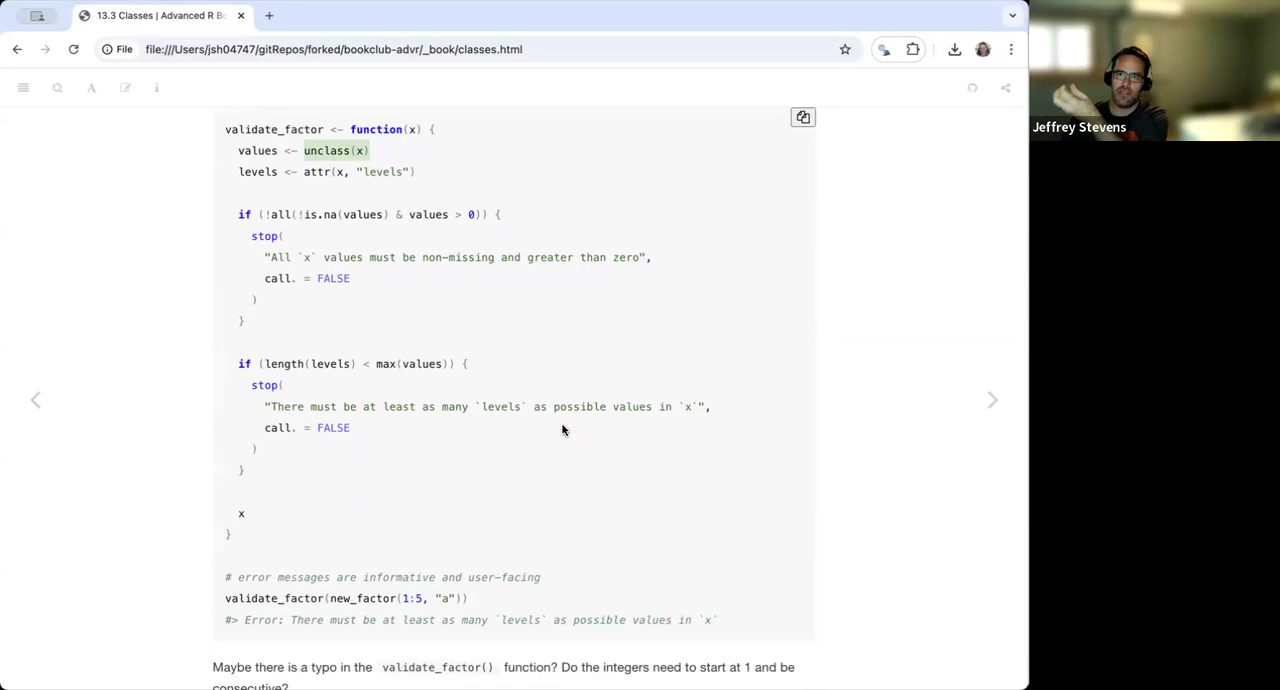 13.3 Classes | Advanced R Bo
File
file:///Users/jsh04747/gitRepos/forked/bookclub-advr/_book/classes.html
Jeffrey Stevens
validate_factor <- function(x) {
  values <- unclass(x)
  levels <- attr(x, "levels")
  if (!all(!is.na(values) & values > 0)) {
    stop(
      "All `x` values must be non-missing and greater than zero",
      call. = FALSE
    )
  }
  if (length(levels) < max(values)) {
    stop(
      "There must be at least as many `levels` as possible values in `x`",
      call. = FALSE
    )
  }
  x
}
# error messages are informative and user-facing
validate_factor(new_factor(1:5, "a"))
#> Error: There must be at least as many `levels` as possible values in `x`
Maybe there is a typo in the validate_factor() function? Do the integers need to start at 1 and be
consecutive?